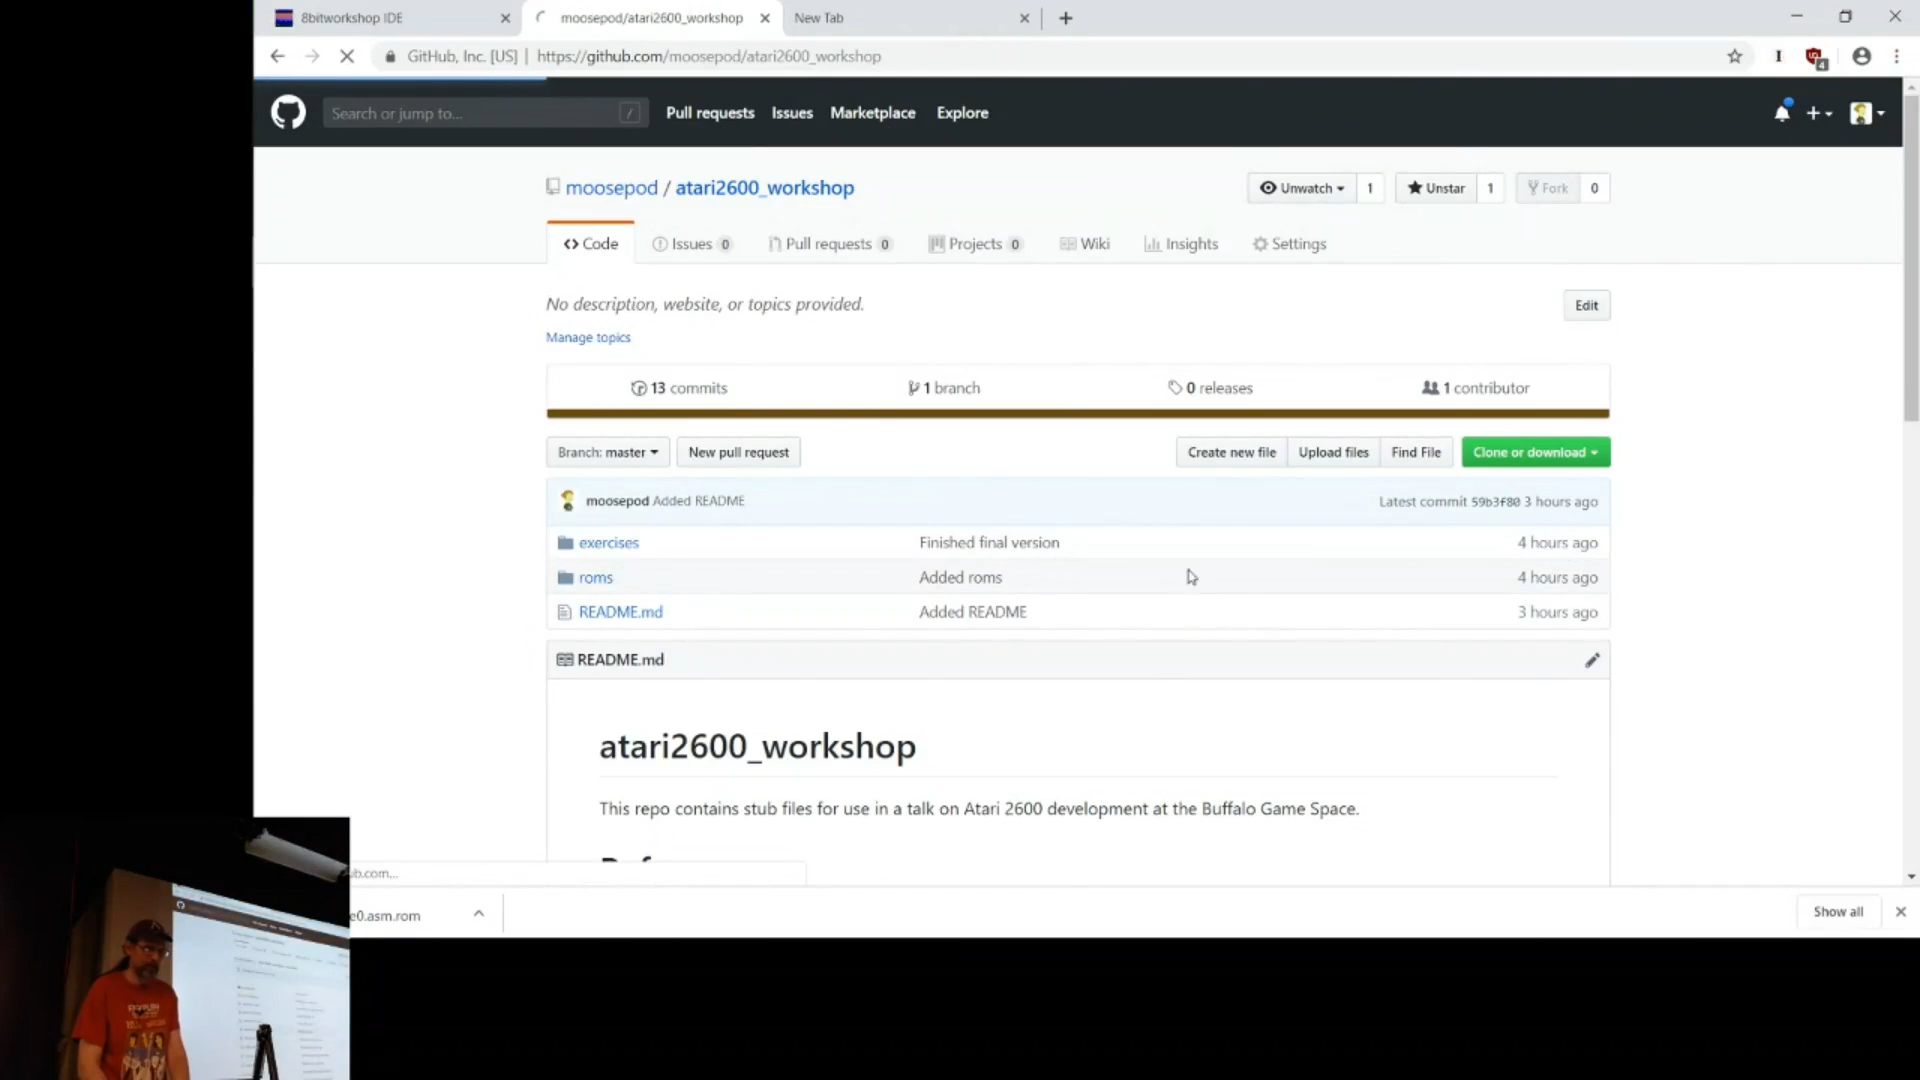 8bitworkshop IDE
moosepod/atari2600_workshop
New Tab
GitHub, Inc. [US] | https://github.com/moosepod/atari2600_workshop
4
Search or jump to... /
Pull requests Issues Marketplace Explore
moosepod / atari2600_workshop
Unwatch 1 Unstar 1 Fork 0
Code Issues 0 Pull requests 0 Projects 0 Wiki Insights Settings
No description, website, or topics provided.
Edit
Manage topics
13 commits 1 branch 0 releases 1 contributor
Branch: master New pull request Create new file Upload files Find File Clone or download
moosepod Added README Latest commit 59b3f80 3 hours ago
exercises Finished final version 4 hours ago
roms Added roms 4 hours ago
README.md Added README 3 hours ago
README.md
atari2600_workshop
This repo contains stub files for use in a talk on Atari 2600 development at the Buffalo Game Space.
ub.com...
e0.asm.rom
Show all